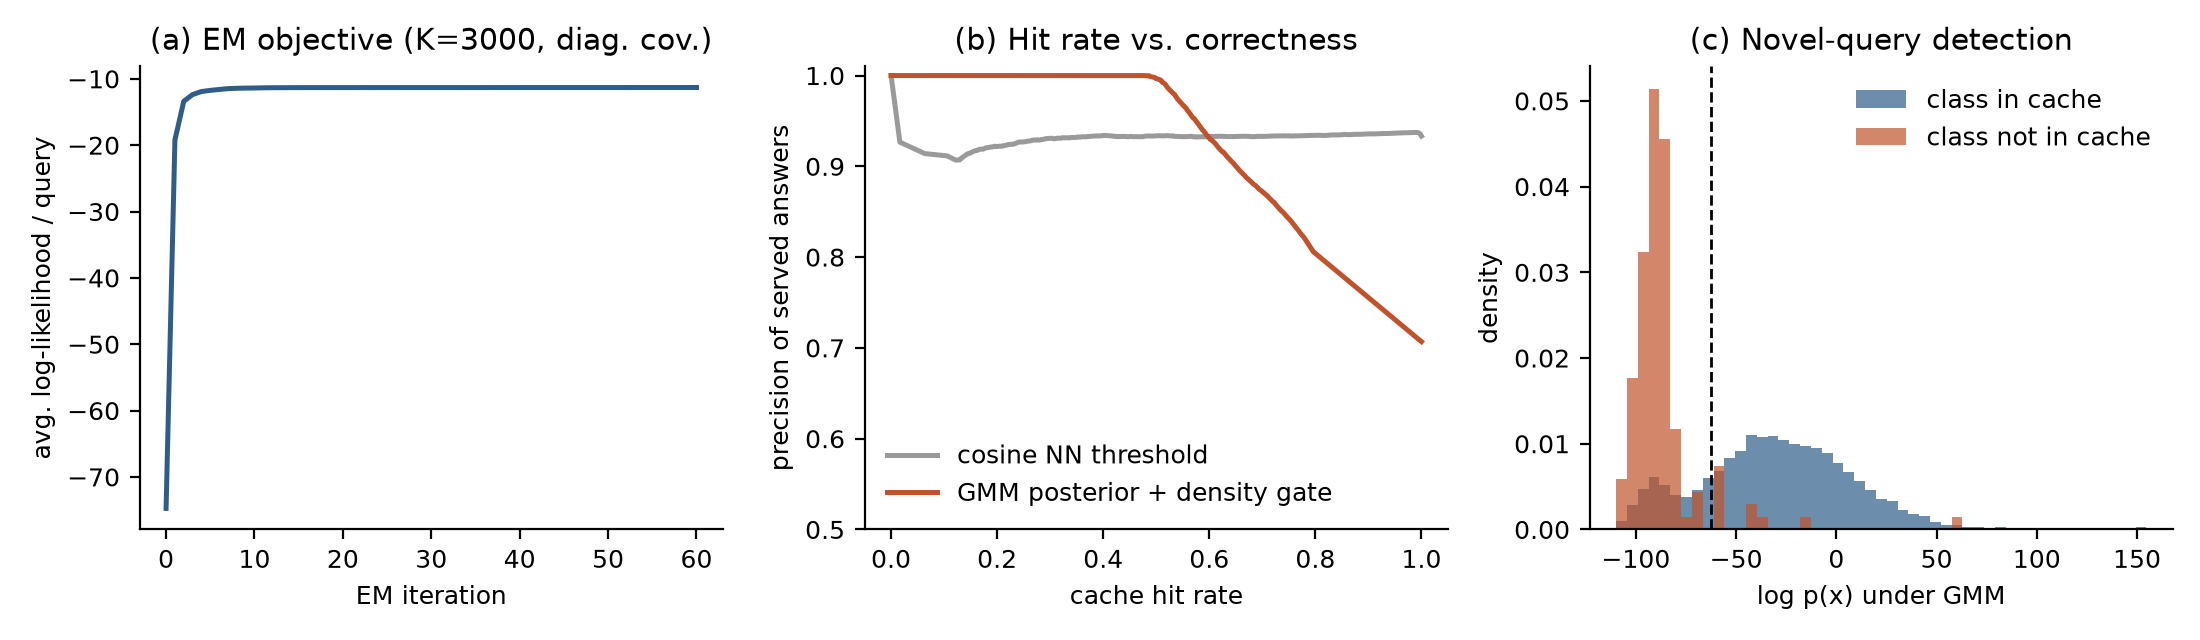 (a) EM objective (K=3000, diag. cov.)
avg. log-likelihood / query
−10
−20
−30
−40
−50
−60
−70
0 10 20 30 40 50 60
EM iteration
(b) Hit rate vs. correctness
precision of served answers
1.0
0.9
0.8
0.7
0.6
0.5
cosine NN threshold
GMM posterior + density gate
0.0 0.2 0.4 0.6 0.8 1.0
cache hit rate
(c) Novel-query detection
density
0.05
0.04
0.03
0.02
0.01
0.00
class in cache
class not in cache
−100 −50 0 50 100 150
log p(x) under GMM